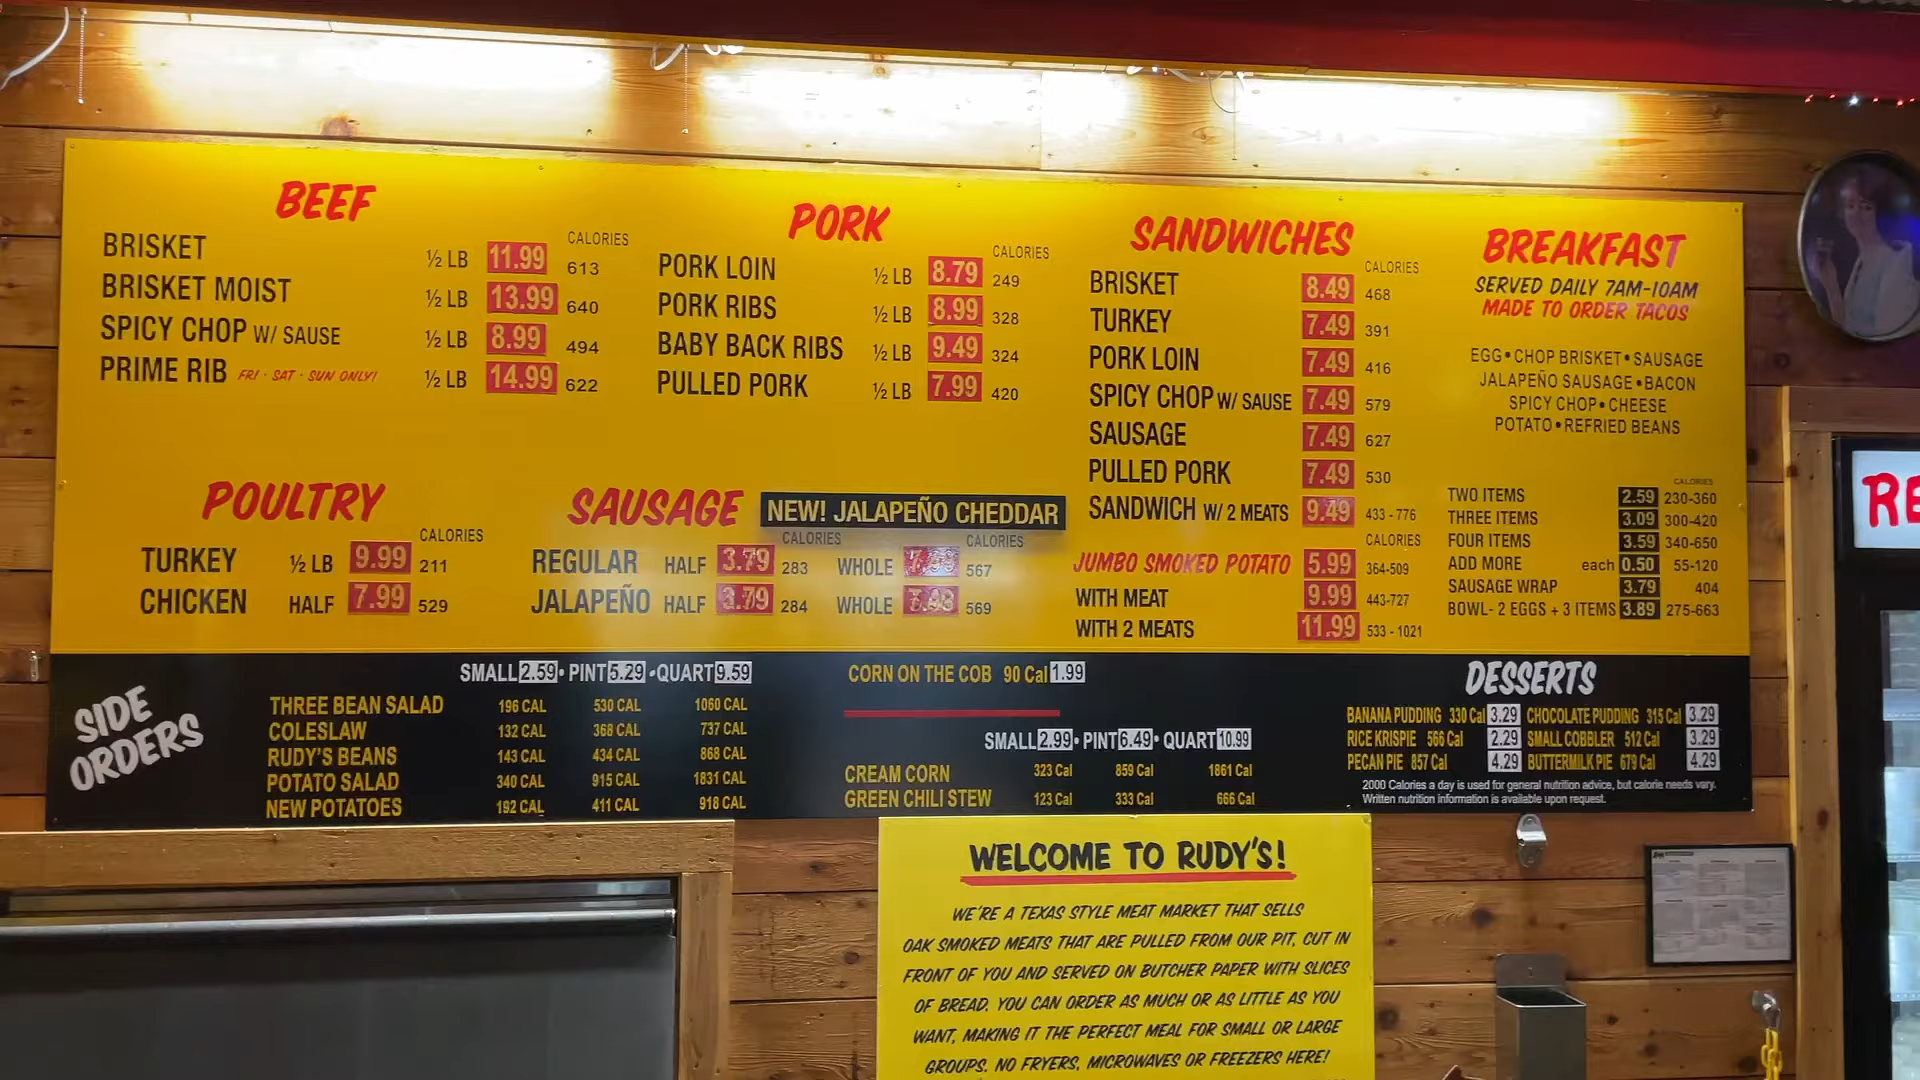 BEEF
CALORIES
BRISKET ½ LB 11.99 613
BRISKET MOIST ½ LB 13.99 640
SPICY CHOP W/ SAUSE ½ LB 8.99 494
PRIME RIB FRI · SAT · SUN ONLY! ½ LB 14.99 622
PORK
CALORIES
PORK LOIN ½ LB 8.79 249
PORK RIBS ½ LB 8.99 328
BABY BACK RIBS ½ LB 9.49 324
PULLED PORK ½ LB 7.99 420
POULTRY
CALORIES
TURKEY ½ LB 9.99 211
CHICKEN HALF 7.99 529
SAUSAGE NEW! JALAPEÑO CHEDDAR
CALORIES CALORIES
REGULAR HALF 3.79 283 WHOLE 567
JALAPEÑO HALF 3.79 284 WHOLE 569
SANDWICHES
CALORIES
BRISKET 8.49 468
TURKEY 7.49 391
PORK LOIN 7.49 416
SPICY CHOP W/ SAUSE 7.49 579
SAUSAGE 7.49 627
PULLED PORK 7.49 530
SANDWICH W/ 2 MEATS 9.49 433 - 776
CALORIES
JUMBO SMOKED POTATO 5.99 364-509
WITH MEAT 9.99 443-727
WITH 2 MEATS 11.99 533 - 1021
BREAKFAST
SERVED DAILY 7AM-10AM
MADE TO ORDER TACOS
EGG • CHOP BRISKET • SAUSAGE
JALAPEÑO SAUSAGE • BACON
SPICY CHOP • CHEESE
POTATO • REFRIED BEANS
CALORIES
TWO ITEMS 2.59 230-360
THREE ITEMS 3.09 300-420
FOUR ITEMS 3.59 340-650
ADD MORE each 0.50 55-120
SAUSAGE WRAP 3.79 404
BOWL- 2 EGGS + 3 ITEMS 3.89 275-663
SIDE
ORDERS
SMALL 2.59 • PINT 5.29 • QUART 9.59
THREE BEAN SALAD 196 CAL 530 CAL 1060 CAL
COLESLAW 132 CAL 368 CAL 737 CAL
RUDY'S BEANS 143 CAL 434 CAL 868 CAL
POTATO SALAD 340 CAL 915 CAL 1831 CAL
NEW POTATOES 192 CAL 411 CAL 918 CAL
CORN ON THE COB 90 Cal 1.99
SMALL 2.99 • PINT 6.49 • QUART 10.99
CREAM CORN 323 Cal 859 Cal 1861 Cal
GREEN CHILI STEW 123 Cal 333 Cal 666 Cal
DESSERTS
BANANA PUDDING 330 Cal 3.29 CHOCOLATE PUDDING 315 Cal 3.29
RICE KRISPIE 566 Cal 2.29 SMALL COBBLER 512 Cal 3.29
PECAN PIE 857 Cal 4.29 BUTTERMILK PIE 679 Cal 4.29
2000 Calories a day is used for general nutrition advice, but calorie needs vary.
Written nutrition information is available upon request.
RE
WELCOME TO RUDY'S!
WE'RE A TEXAS STYLE MEAT MARKET THAT SELLS
OAK SMOKED MEATS THAT ARE PULLED FROM OUR PIT, CUT IN
FRONT OF YOU AND SERVED ON BUTCHER PAPER WITH SLICES
OF BREAD. YOU CAN ORDER AS MUCH OR AS LITTLE AS YOU
WANT, MAKING IT THE PERFECT MEAL FOR SMALL OR LARGE
GROUPS. NO FRYERS, MICROWAVES OR FREEZERS HERE!